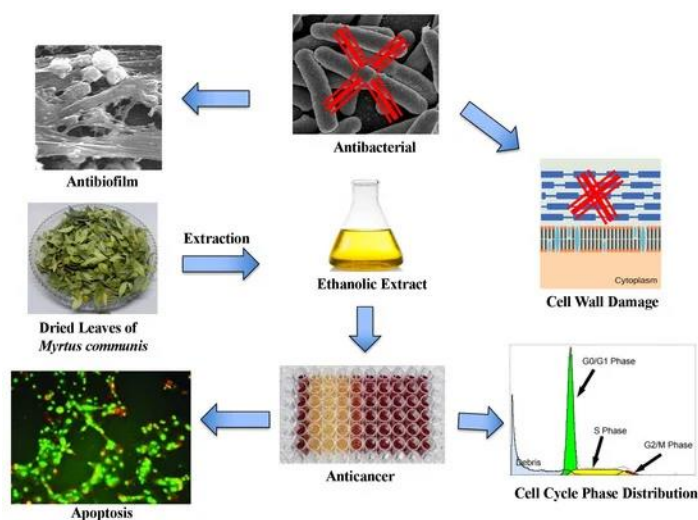 Antibacterial
Antibiofilm
Extraction
Ethanolic Extract
Dried Leaves of
Myrtus communis
Cytoplasm
Cell Wall Damage
Anticancer
Apoptosis
G0/G1 Phase
S Phase
G2/M Phase
Debris
Cell Cycle Phase Distribution